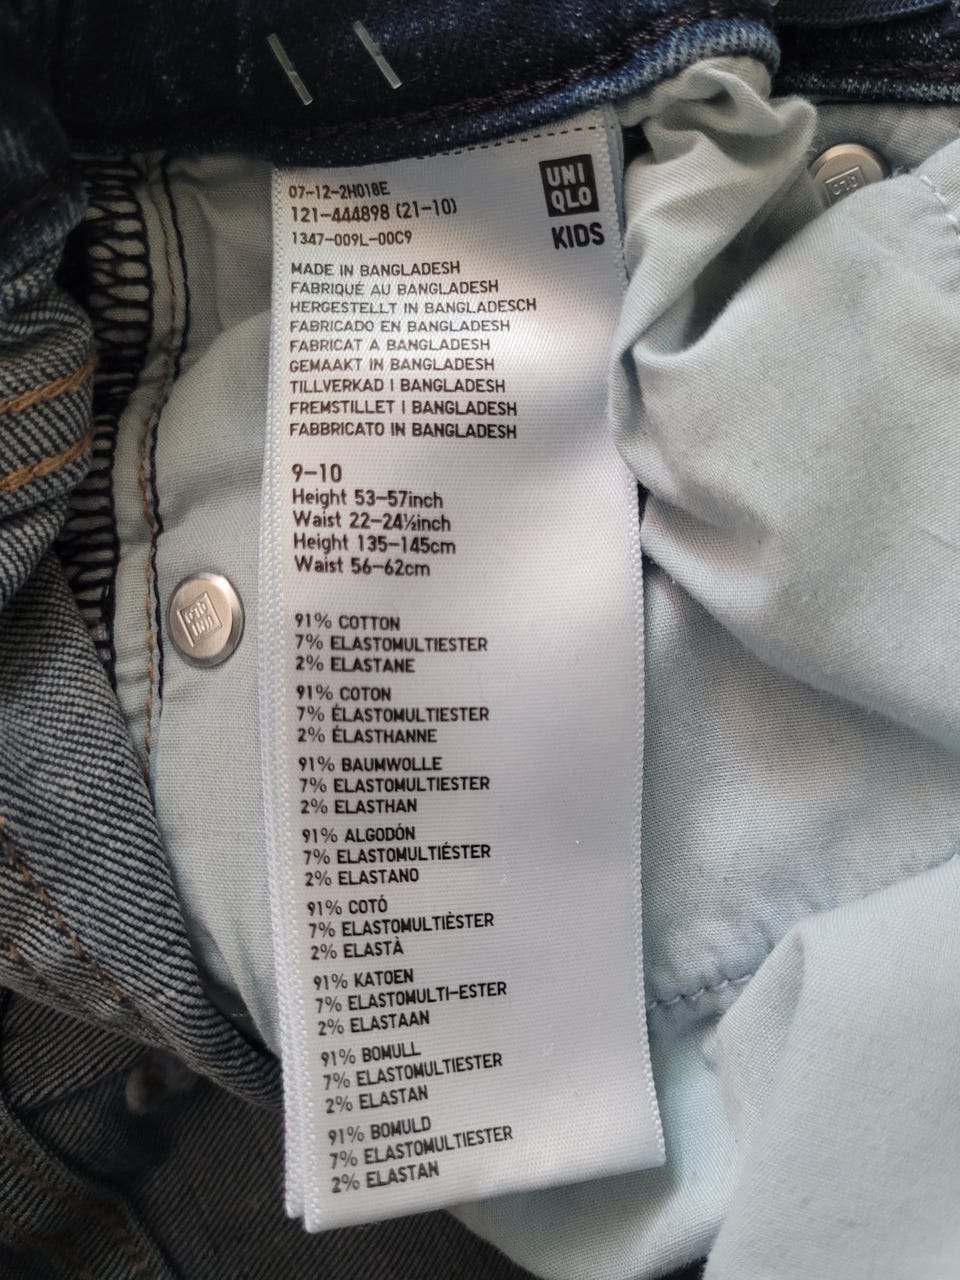 07-12-2H018E
121-444898 (21-10)
1347-009L-00C9
UNI
QLO
KIDS
MADE IN BANGLADESH
FABRIQUÉ AU BANGLADESH
HERGESTELLT IN BANGLADESCH
FABRICADO EN BANGLADESH
FABRICAT A BANGLADESH
GEMAAKT IN BANGLADESH
TILLVERKAD I BANGLADESH
FREMSTILLET I BANGLADESH
FABBRICATO IN BANGLADESH
9-10
Height 53-57inch
Waist 22-24½inch
Height 135-145cm
Waist 56-62cm
91% COTTON
7% ELASTOMULTIESTER
2% ELASTANE
91% COTON
7% ÉLASTOMULTIESTER
2% ÉLASTHANNE
91% BAUMWOLLE
7% ELASTOMULTIESTER
2% ELASTHAN
91% ALGODÓN
7% ELASTOMULTIÉSTER
2% ELASTANO
91% COTÓ
7% ELASTOMULTIÈSTER
2% ELASTÀ
91% KATOEN
7% ELASTOMULTI-ESTER
2% ELASTAAN
91% BOMULL
7% ELASTOMULTIESTER
2% ELASTAN
91% BOMULD
7% ELASTOMULTIESTER
2% ELASTAN